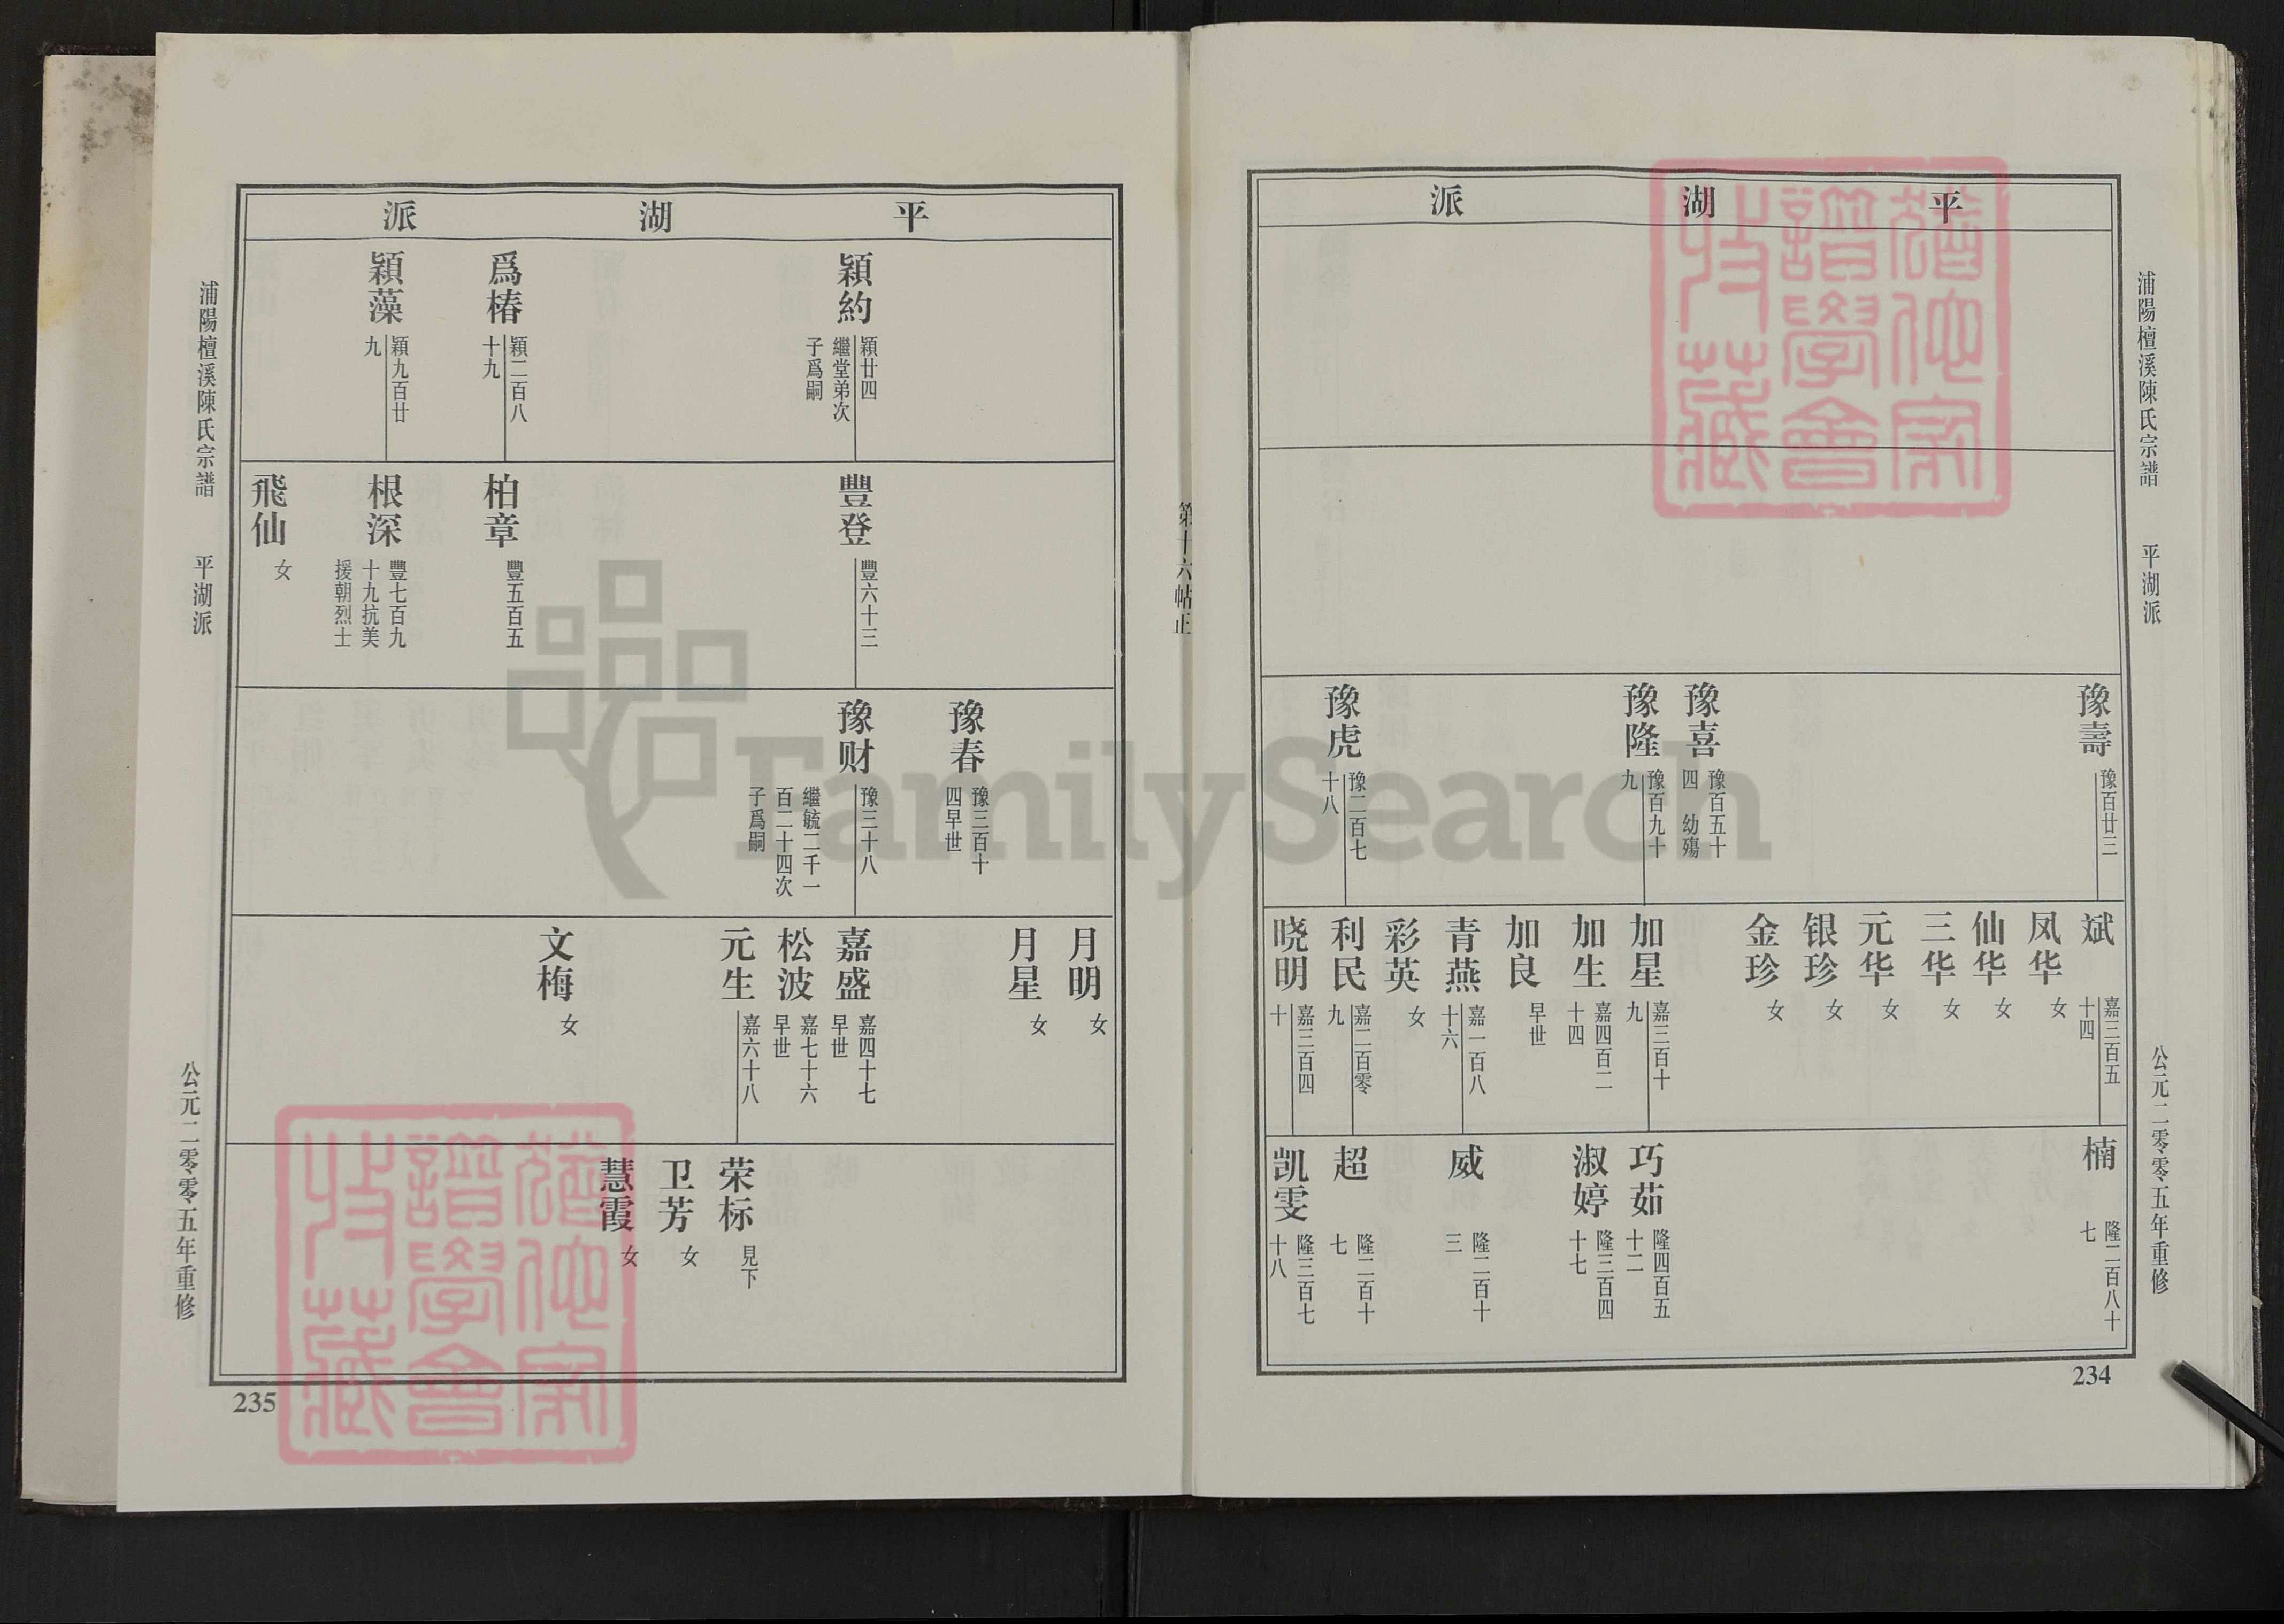 浦陽檀溪陳氏宗譜　平湖派　公元二零零五年重修
234
平湖派
豫壽 豫百廿三
豫喜 豫百五十四 幼殤
豫隆 豫百九十九
豫虎 豫二百七十八
斌 嘉三百五十四
凤华 女
仙华 女
三华 女
元华 女
银珍 女
金珍 女
加星 嘉三百十九
加生 嘉四百二十四
加良 早世
青燕 嘉一百八十六
彩英 女
利民 嘉二百零九
晓明 嘉三百四十
楠 隆二百八十七
巧茹 隆四百五十二
淑婷 隆三百四十七
威 隆二百十三
超 隆二百十七
凯雯 隆三百七十八
第十六帖正
平湖派
穎約 穎廿四 繼堂弟次子爲嗣
爲椿 穎二百八十九
穎藻 穎九百廿九
豐登 豐六十三
柏章 豐五百五
根深 豐七百九十九抗美援朝烈士
飛仙 女
豫春 豫三百十四早世
豫财 豫三十八 繼毓二千一百二十四次子爲嗣
月明 女
月星 女
嘉盛 嘉四十七早世
松波 嘉七十六早世
元生 嘉六十八
文梅 女
荣标 見下
卫芳 女
慧霞 女
浦陽檀溪陳氏宗譜　平湖派　公元二零零五年重修
235
FamilySearch